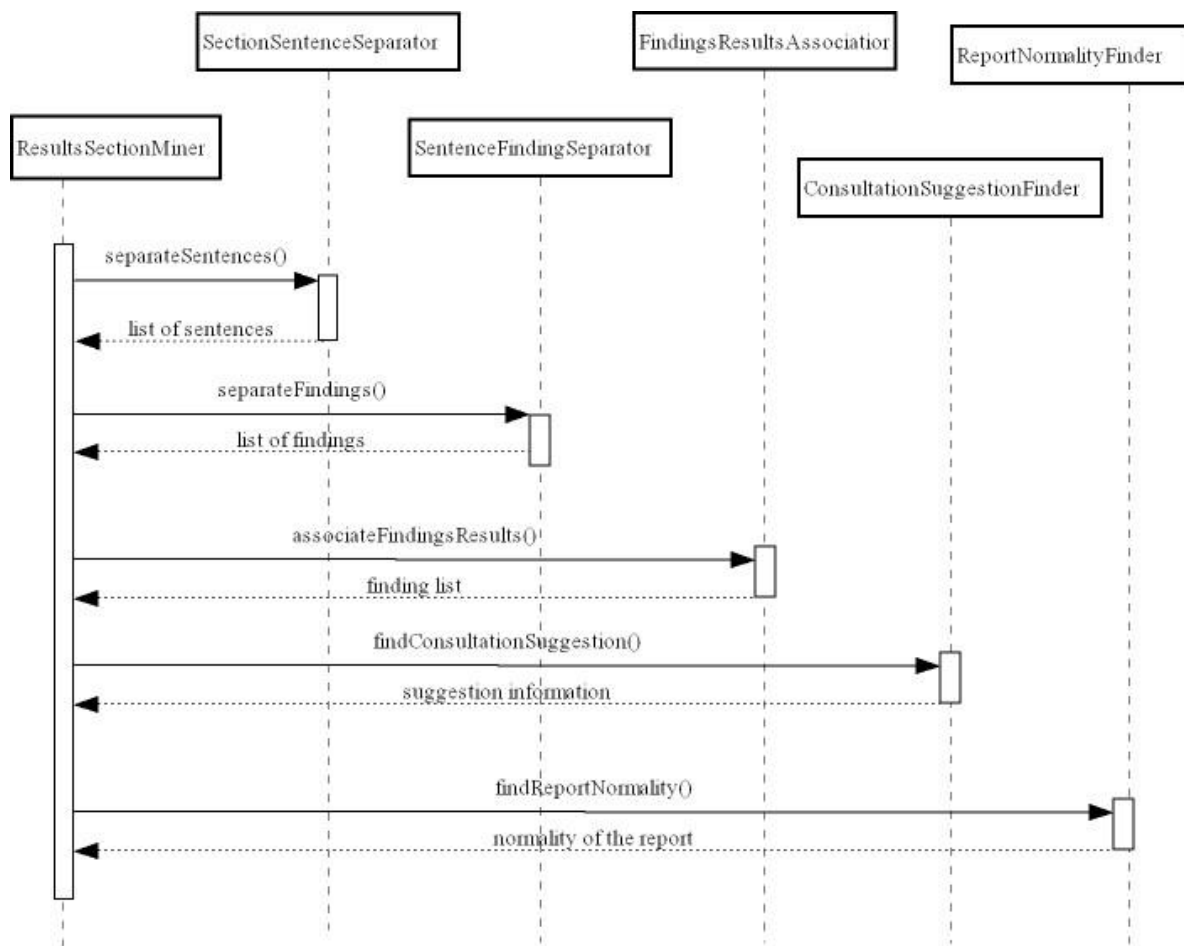 SectionSentenceSeparator
FindingsResultsAssociatior
ReportNormalityFinder
ResultsSectionMiner
SentenceFindingSeparator
ConsultationSuggestionFinder
separateSentences()
list of sentences
separateFindings()
list of findings
associateFindingsResults()
finding list
findConsultationSuggestion()
suggestion information
findReportNormality()
normality of the report